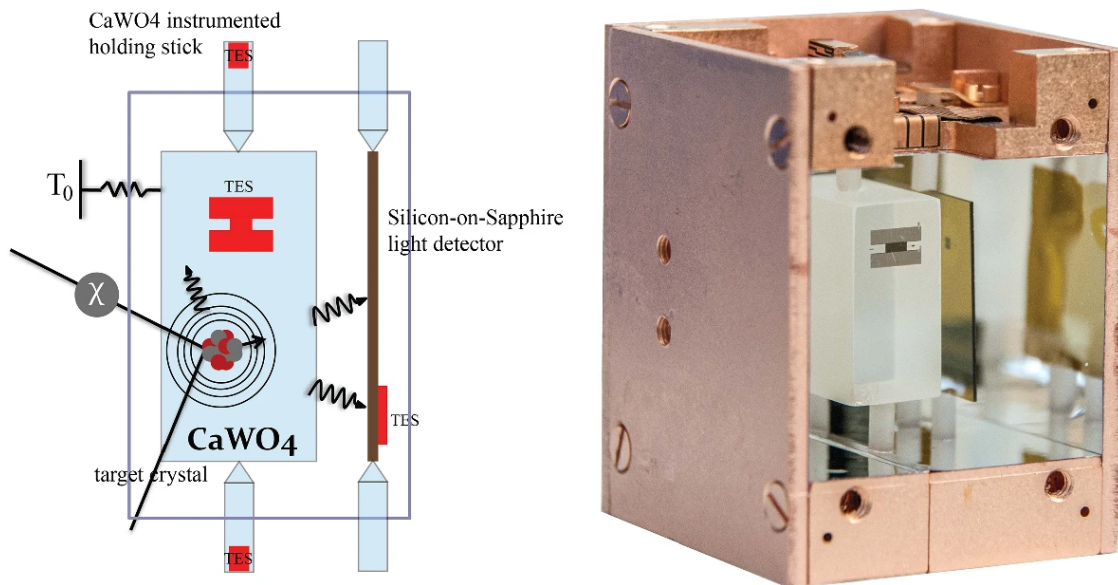 CaWO4 instrumented
holding stick
TES
T0
TES
Silicon-on-Sapphire
light detector
χ
TES
CaWO4
target crystal
TES